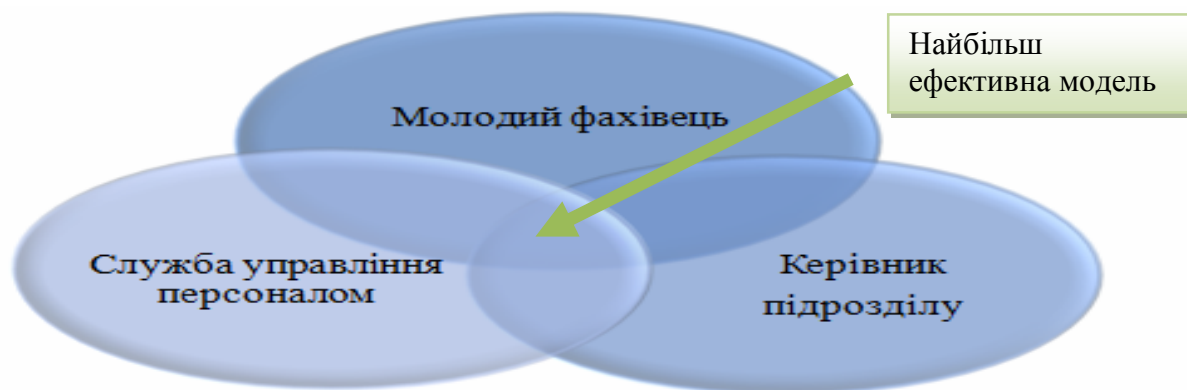 Найбільш
ефективна модель
Молодий фахівець
Служба управління
персоналом
Керівник
підрозділу